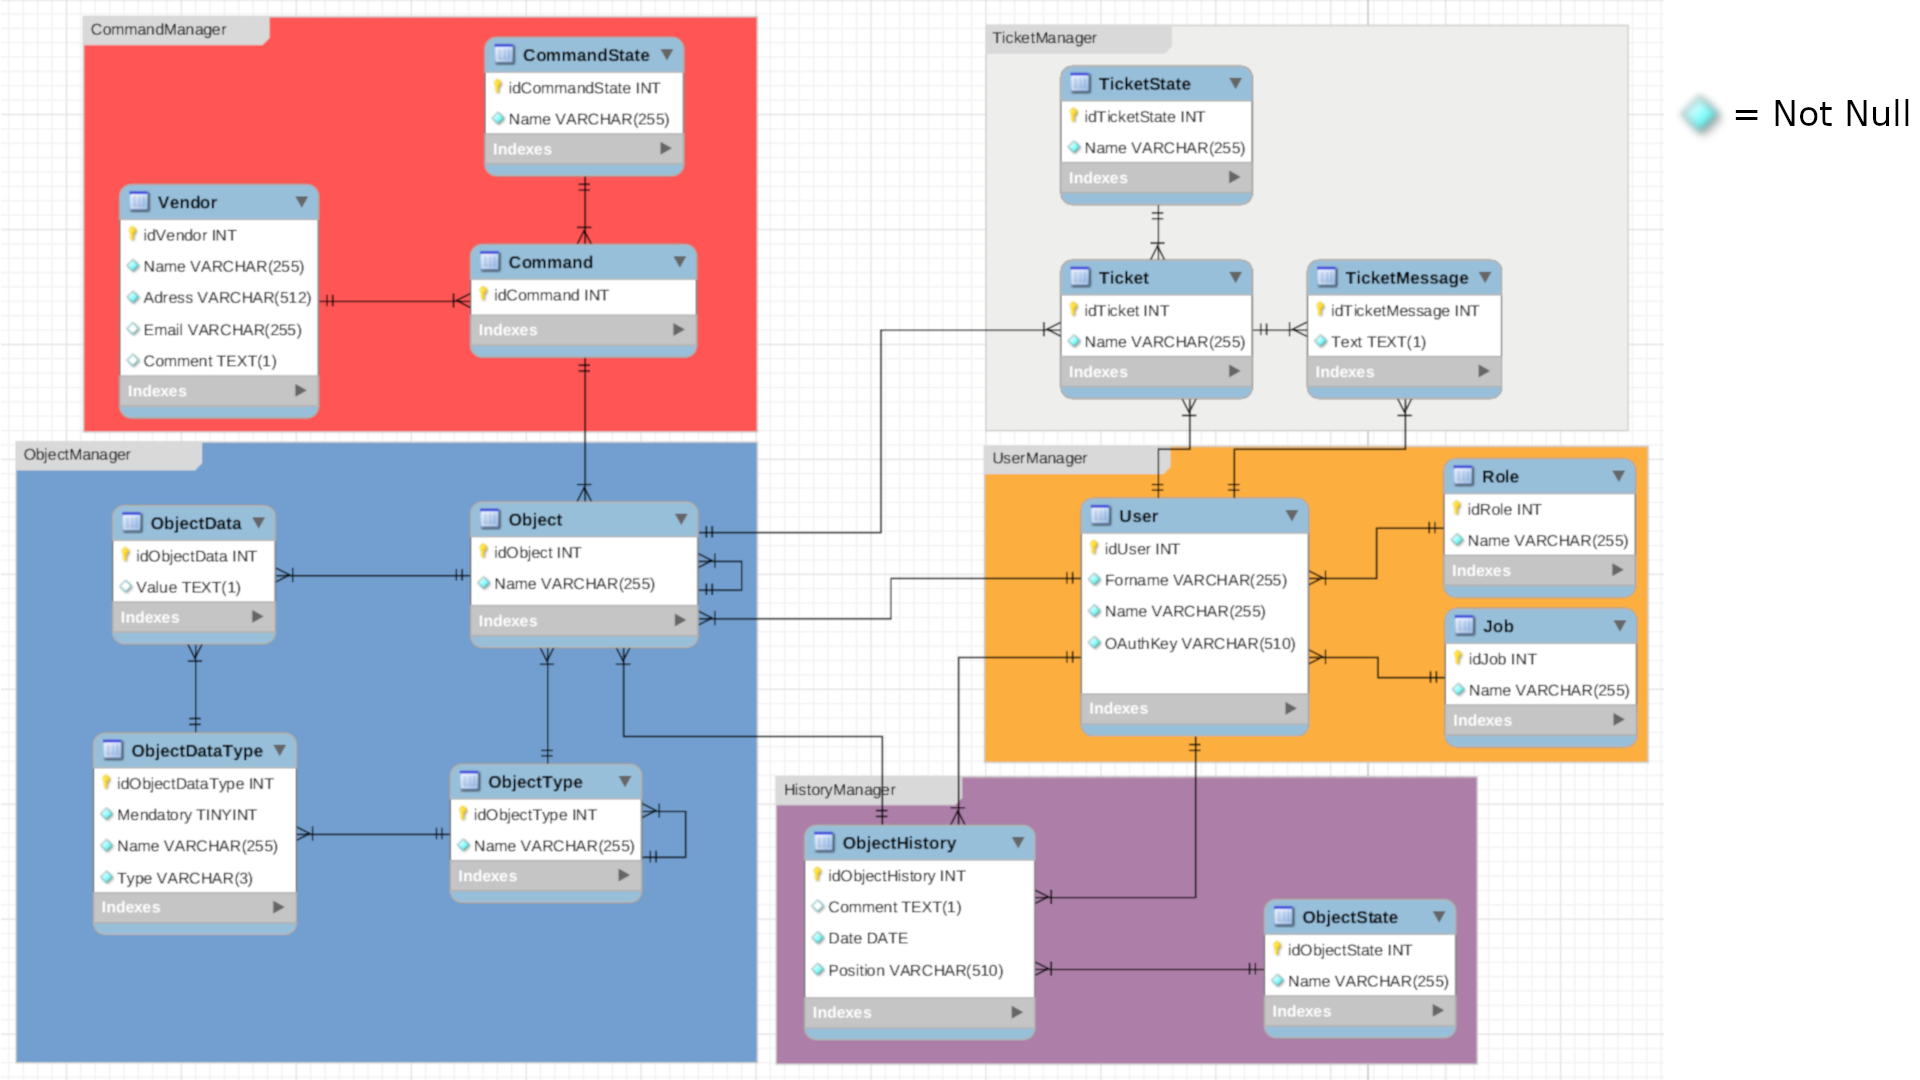 CommandManager
CommandState
idCommandState INT
Name VARCHAR(255)
Indexes
Vendor
idVendor INT
Name VARCHAR(255)
Adress VARCHAR(512)
Email VARCHAR(255)
Comment TEXT(1)
Indexes
Command
idCommand INT
Indexes
TicketManager
TicketState
idTicketState INT
Name VARCHAR(255)
Indexes
Ticket
idTicket INT
Name VARCHAR(255)
Indexes
TicketMessage
idTicketMessage INT
Text TEXT(1)
Indexes
= Not Null
ObjectManager
ObjectData
idObjectData INT
Value TEXT(1)
Indexes
Object
idObject INT
Name VARCHAR(255)
Indexes
ObjectDataType
idObjectDataType INT
Mendatory TINYINT
Name VARCHAR(255)
Type VARCHAR(3)
Indexes
ObjectType
idObjectType INT
Name VARCHAR(255)
Indexes
UserManager
User
idUser INT
Forname VARCHAR(255)
Name VARCHAR(255)
OAuthKey VARCHAR(510)
Indexes
Role
idRole INT
Name VARCHAR(255)
Indexes
Job
idJob INT
Name VARCHAR(255)
Indexes
HistoryManager
ObjectHistory
idObjectHistory INT
Comment TEXT(1)
Date DATE
Position VARCHAR(510)
Indexes
ObjectState
idObjectState INT
Name VARCHAR(255)
Indexes